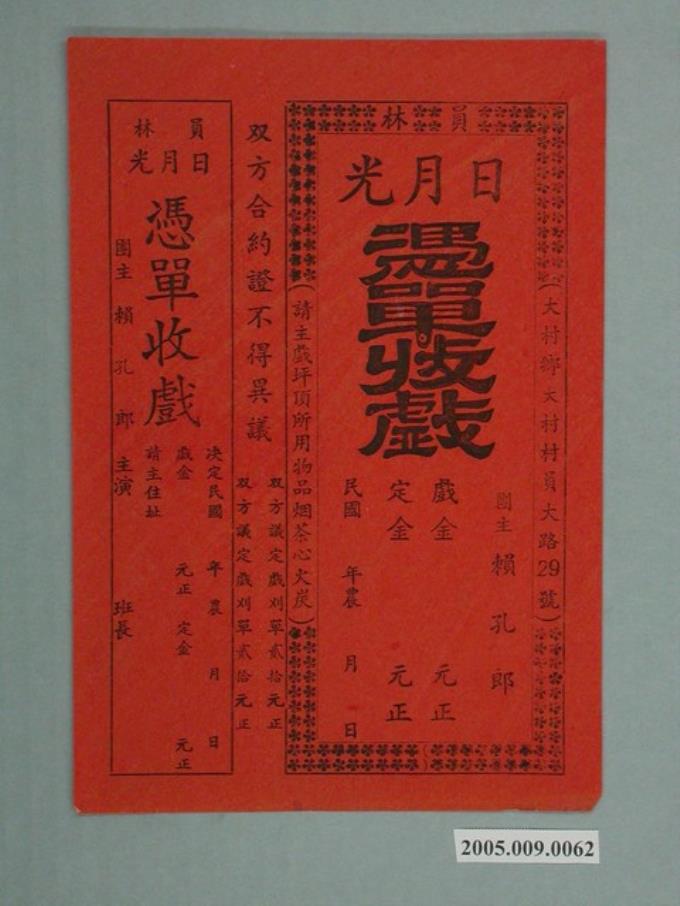 員林
日月光
憑單收戲
(大村鄉大村村員大路29號)
團主 賴孔郎
戲金 元正
定金 元正
民國 年農 月 日
(請主戲坪頂所用物品烟茶心火炭)
双方合約證不得異議
双方議定戲刈單貳拾元正
双方議定戲刈單貳拾元正
員林
日月光
憑單收戲
團主 賴孔郎 主演 班長
决定民國 年農 月 日
戲金 元正 定金 元正
請主住址
2005.009.0062